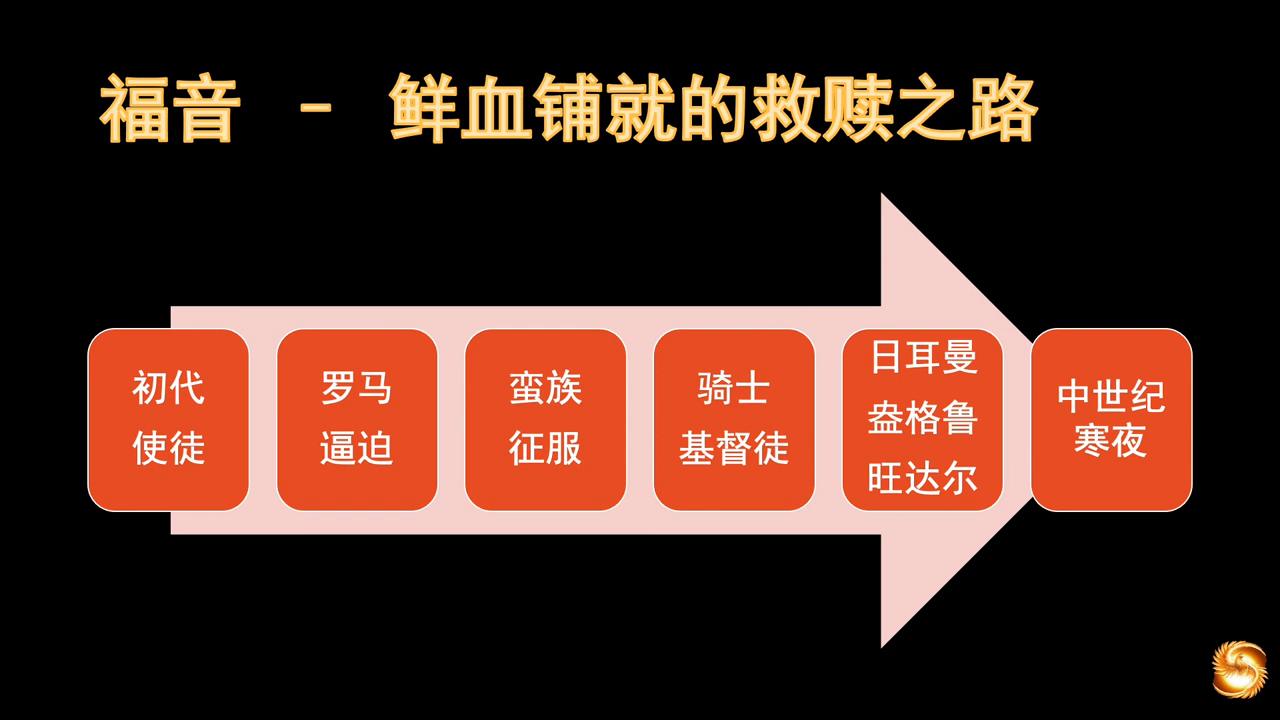 福音 - 鲜血铺就的救赎之路
初代
使徒
罗马
逼迫
蛮族
征服
骑士
基督徒
日耳曼
盎格鲁
旺达尔
中世纪
寒夜